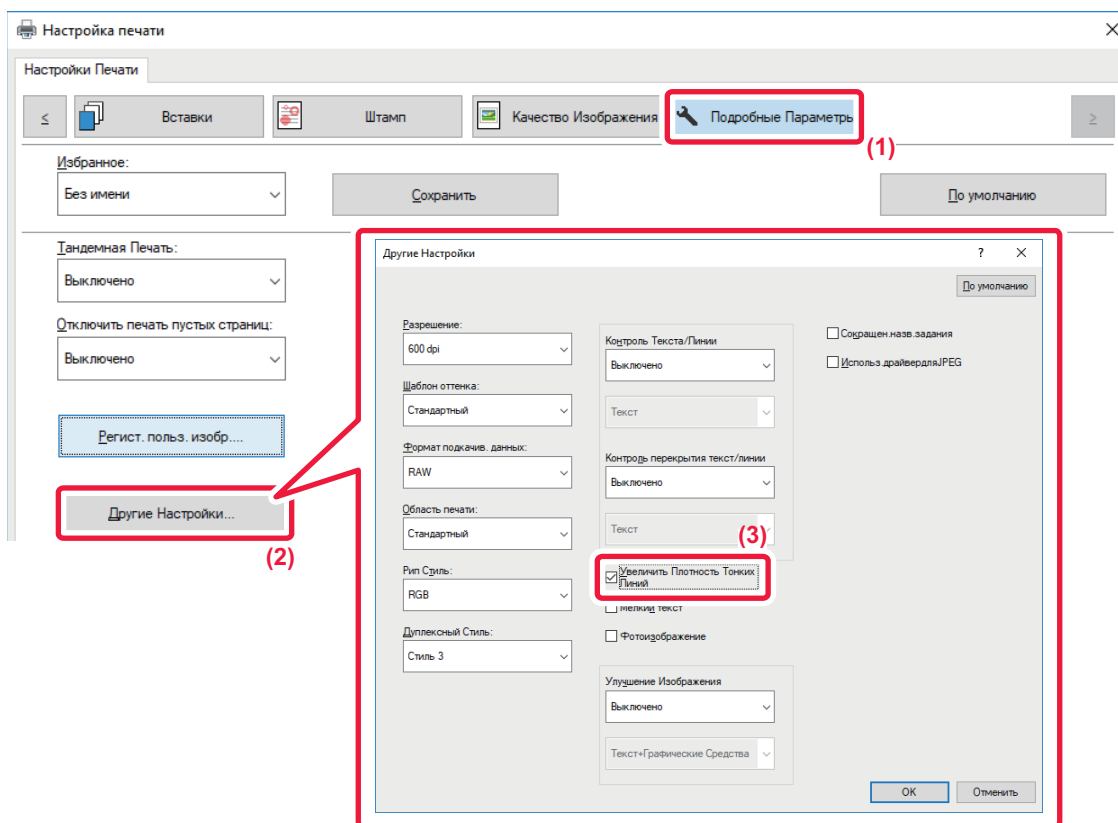 Настройка печати
Настройки Печати
<
Вставки
Штамп
Качество Изображения
Подробные Параметры
>
(1)
Избранное:
Без имени
Сохранить
По умолчанию
Тандемная Печать:
Выключено
Отключить печать пустых страниц:
Выключено
Регист. польз. изобр....
Другие Настройки...
(2)
Другие Настройки
?
По умолчанию
Разрешение:
600 dpi
Шаблон оттенка:
Стандартный
Формат подкачив. данных:
RAW
Область печати:
Стандартный
Рип Стиль:
RGB
Дуплексный Стиль:
Стиль 3
Контроль Текста/Линии
Выключено
Текст
Контроль перекрытия текст/линии
Выключено
Текст
(3)
Увеличить Плотность Тонких
Линий
Мелкий текст
Фотоизображение
Улучшение Изображения
Выключено
Текст+Графические Средства
Сокращен.назв.задания
Использ.драйвердляJPEG
OK
Отменить